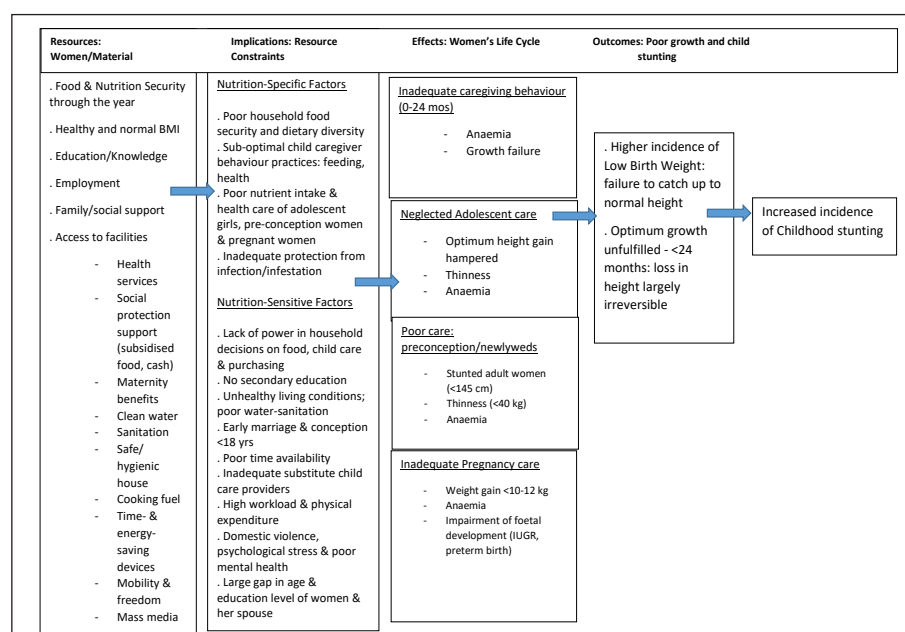 Resources:
Women/Material
Implications: Resource
Constraints
Effects: Women's Life Cycle
Outcomes: Poor growth and child
stunting
. Food & Nutrition Security
through the year
. Healthy and normal BMI
. Education/Knowledge
. Employment
. Family/social support
. Access to facilities
- Health
services
- Social
protection
support
(subsidised
food, cash)
- Maternity
benefits
- Clean water
- Sanitation
- Safe/
hygienic
house
- Cooking fuel
- Time- &
energy-
saving
devices
- Mobility &
freedom
- Mass media
Nutrition-Specific Factors
. Poor household food
security and dietary diversity
. Sub-optimal child caregiver
behaviour practices: feeding,
health
. Poor nutrient intake &
health care of adolescent
girls, pre-conception women
& pregnant women
. Inadequate protection from
infection/infestation
Nutrition-Sensitive Factors
. Lack of power in household
decisions on food, child care
& purchasing
. No secondary education
. Unhealthy living conditions;
poor water-sanitation
. Early marriage & conception
<18 yrs
. Poor time availability
. Inadequate substitute child
care providers
. High workload & physical
expenditure
. Domestic violence,
psychological stress & poor
mental health
. Large gap in age &
education level of women &
her spouse
Inadequate caregiving behaviour
(0-24 mos)
- Anaemia
- Growth failure
Neglected Adolescent care
- Optimum height gain
hampered
- Thinness
- Anaemia
Poor care:
preconception/newlyweds
- Stunted adult women
(<145 cm)
- Thinness (<40 kg)
- Anaemia
Inadequate Pregnancy care
- Weight gain <10-12 kg
- Anaemia
- Impairment of foetal
development (IUGR,
preterm birth)
. Higher incidence of
Low Birth Weight:
failure to catch up to
normal height
. Optimum growth
unfulfilled - <24
months: loss in
height largely
irreversible
Increased incidence
of Childhood stunting